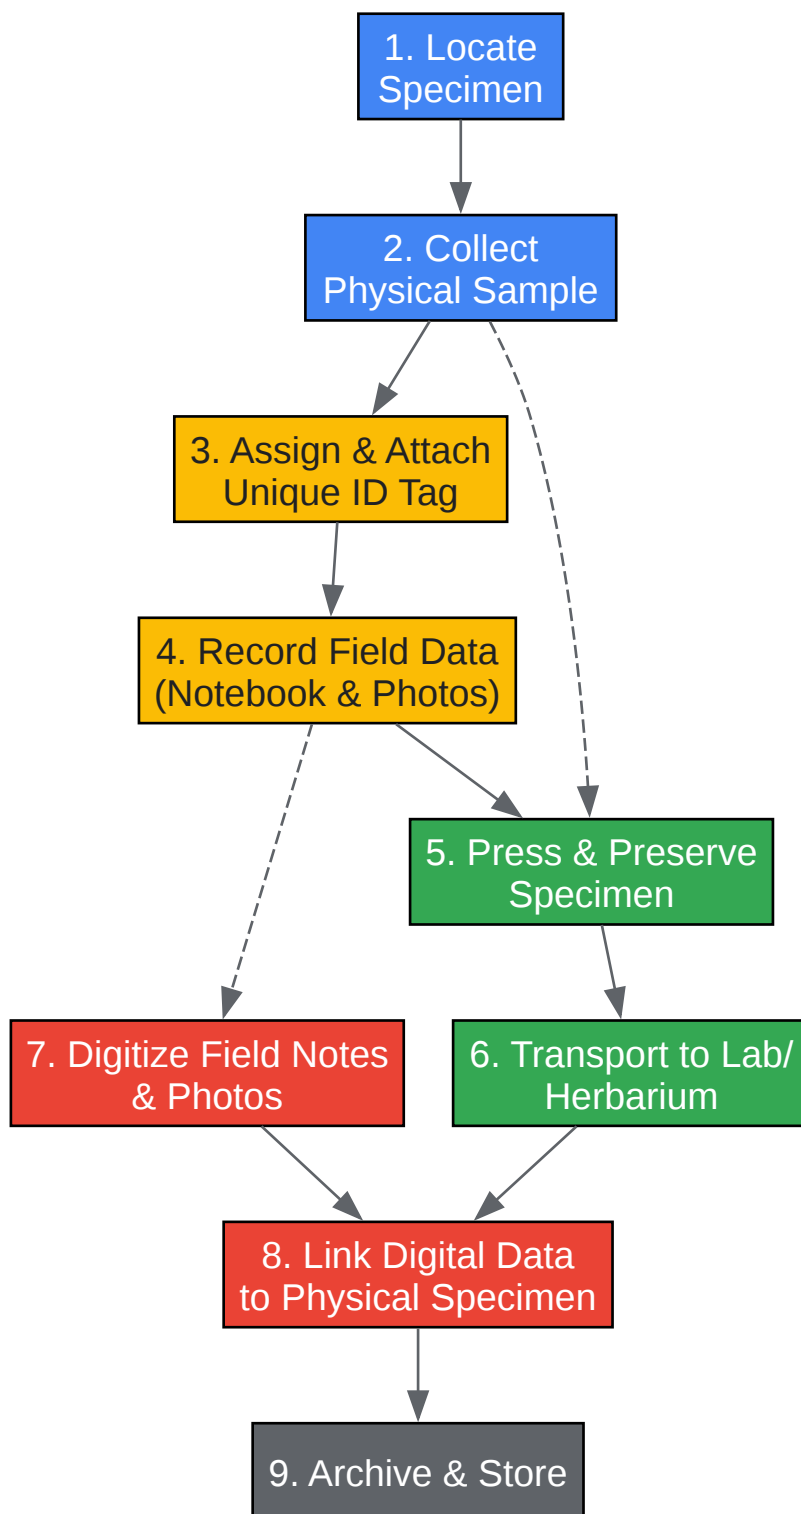 1. Locate
Specimen
2. Collect
Physical Sample
3. Assign & Attach
Unique ID Tag
4. Record Field Data
(Notebook & Photos)
5. Press & Preserve
Specimen
7. Digitize Field Notes
& Photos
6. Transport to Lab/
Herbarium
8. Link Digital Data
to Physical Specimen
9. Archive & Store